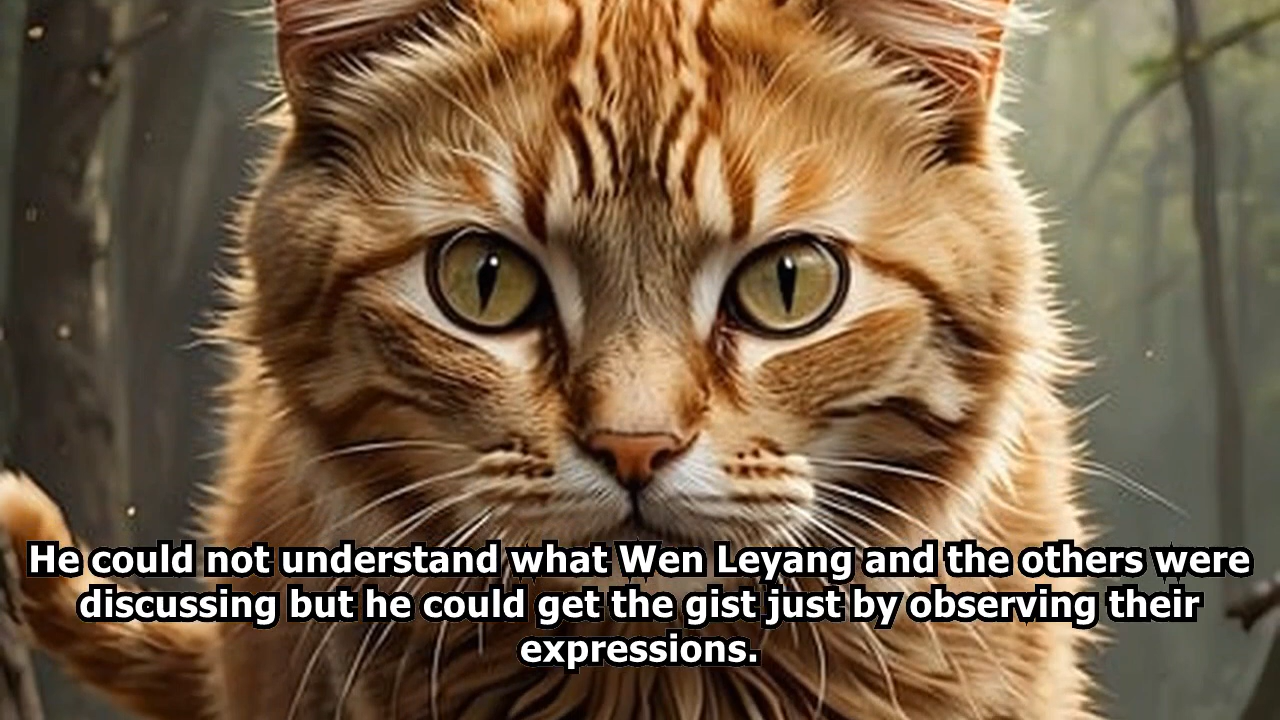 He could not understand what Wen Leyang and the others were
discussing but he could get the gist just by observing their
expressions.